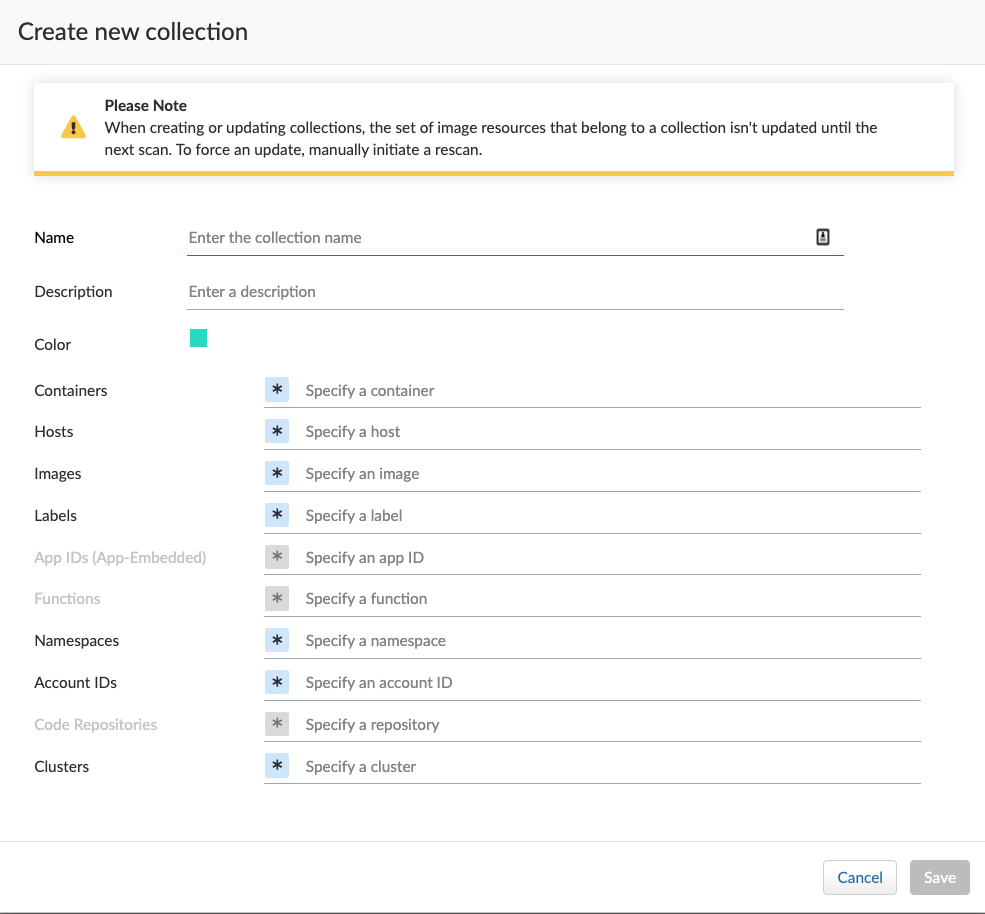 Create new collection
Please Note
When creating or updating collections, the set of image resources that belong to a collection isn't updated until the
next scan. To force an update, manually initiate a rescan.
Name Enter the collection name
Description Enter a description
Color
Containers * Specify a container
Hosts * Specify a host
Images * Specify an image
Labels * Specify a label
App IDs (App-Embedded) * Specify an app ID
Functions * Specify a function
Namespaces * Specify a namespace
Account IDs * Specify an account ID
Code Repositories * Specify a repository
Clusters * Specify a cluster
Cancel Save